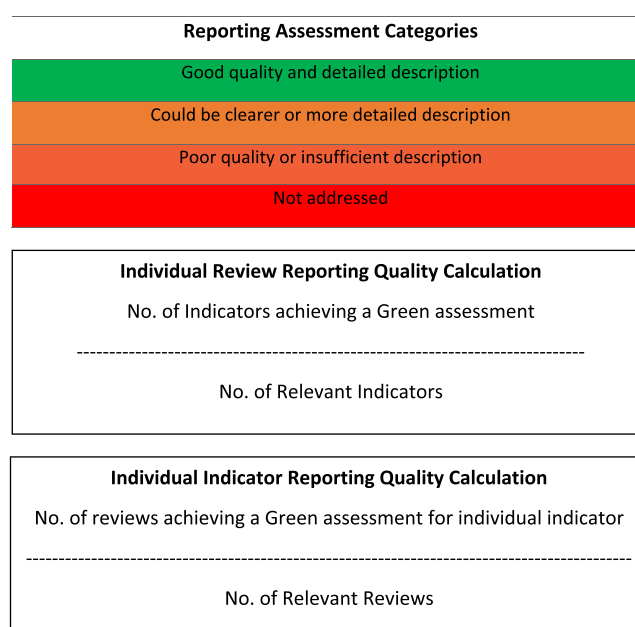 Reporting Assessment Categories
Good quality and detailed description
Could be clearer or more detailed description
Poor quality or insufficient description
Not addressed
Individual Review Reporting Quality Calculation
No. of Indicators achieving a Green assessment
--------------------------------------------------------------------------------
No. of Relevant Indicators
Individual Indicator Reporting Quality Calculation
No. of reviews achieving a Green assessment for individual indicator
------------------------------------------------------------------------------------------------
No. of Relevant Reviews